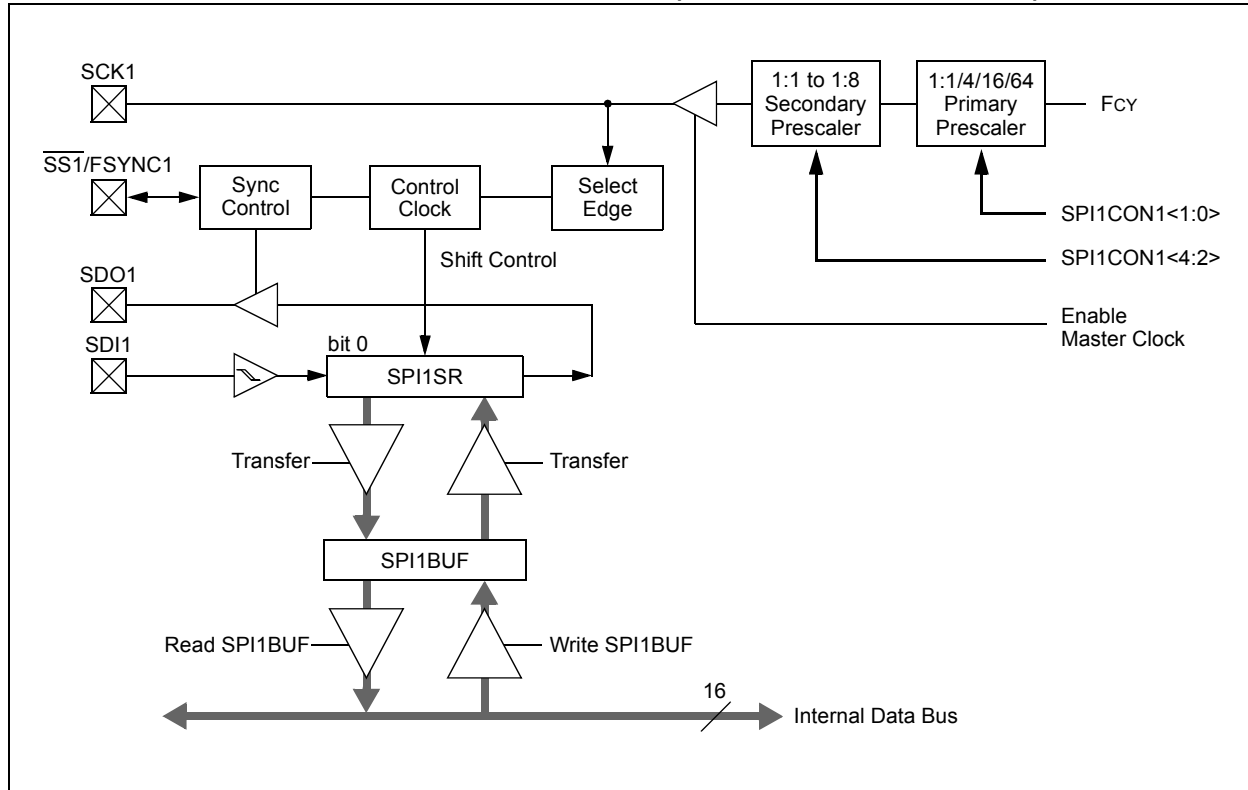 SCK1
1:1 to 1:8
Secondary
Prescaler
1:1/4/16/64
Primary
Prescaler
FCY
SS1/FSYNC1
Sync
Control
Control
Clock
Select
Edge
SPI1CON1<1:0>
Shift Control
SPI1CON1<4:2>
SDO1
Enable
Master Clock
SDI1
bit 0
SPI1SR
Transfer
Transfer
SPI1BUF
Read SPI1BUF
Write SPI1BUF
16
Internal Data Bus